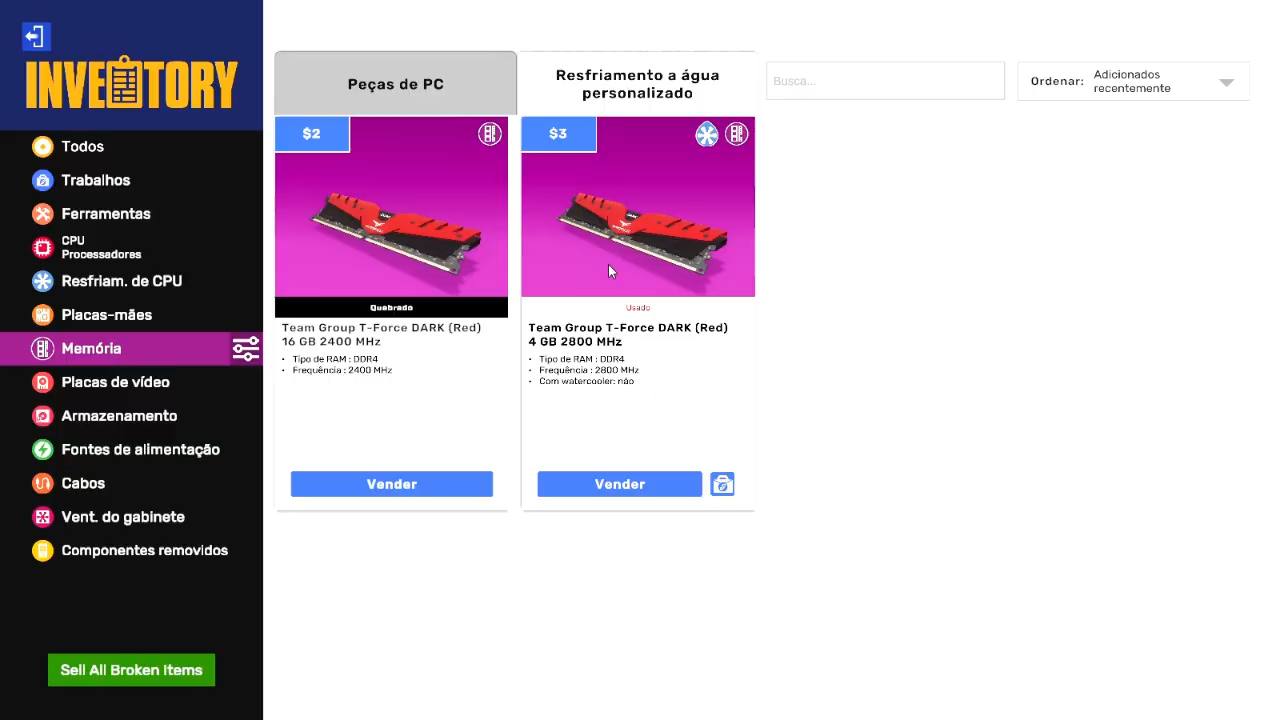 INVENTORY
Todos
Trabalhos
Ferramentas
CPU
Processadores
Resfriam. de CPU
Placas-mães
Memória
Placas de vídeo
Armazenamento
Fontes de alimentação
Cabos
Vent. do gabinete
Componentes removidos
Sell All Broken Items
Peças de PC
Resfriamento a água
personalizado
Busca...
Ordenar:
Adicionados
recentemente
$2
Quebrado
Team Group T-Force DARK (Red)
16 GB 2400 MHz
• Tipo de RAM : DDR4
• Frequência : 2400 MHz
Vender
$3
Usado
Team Group T-Force DARK (Red)
4 GB 2800 MHz
• Tipo de RAM : DDR4
• Frequência : 2800 MHz
• Com watercooler: não
Vender